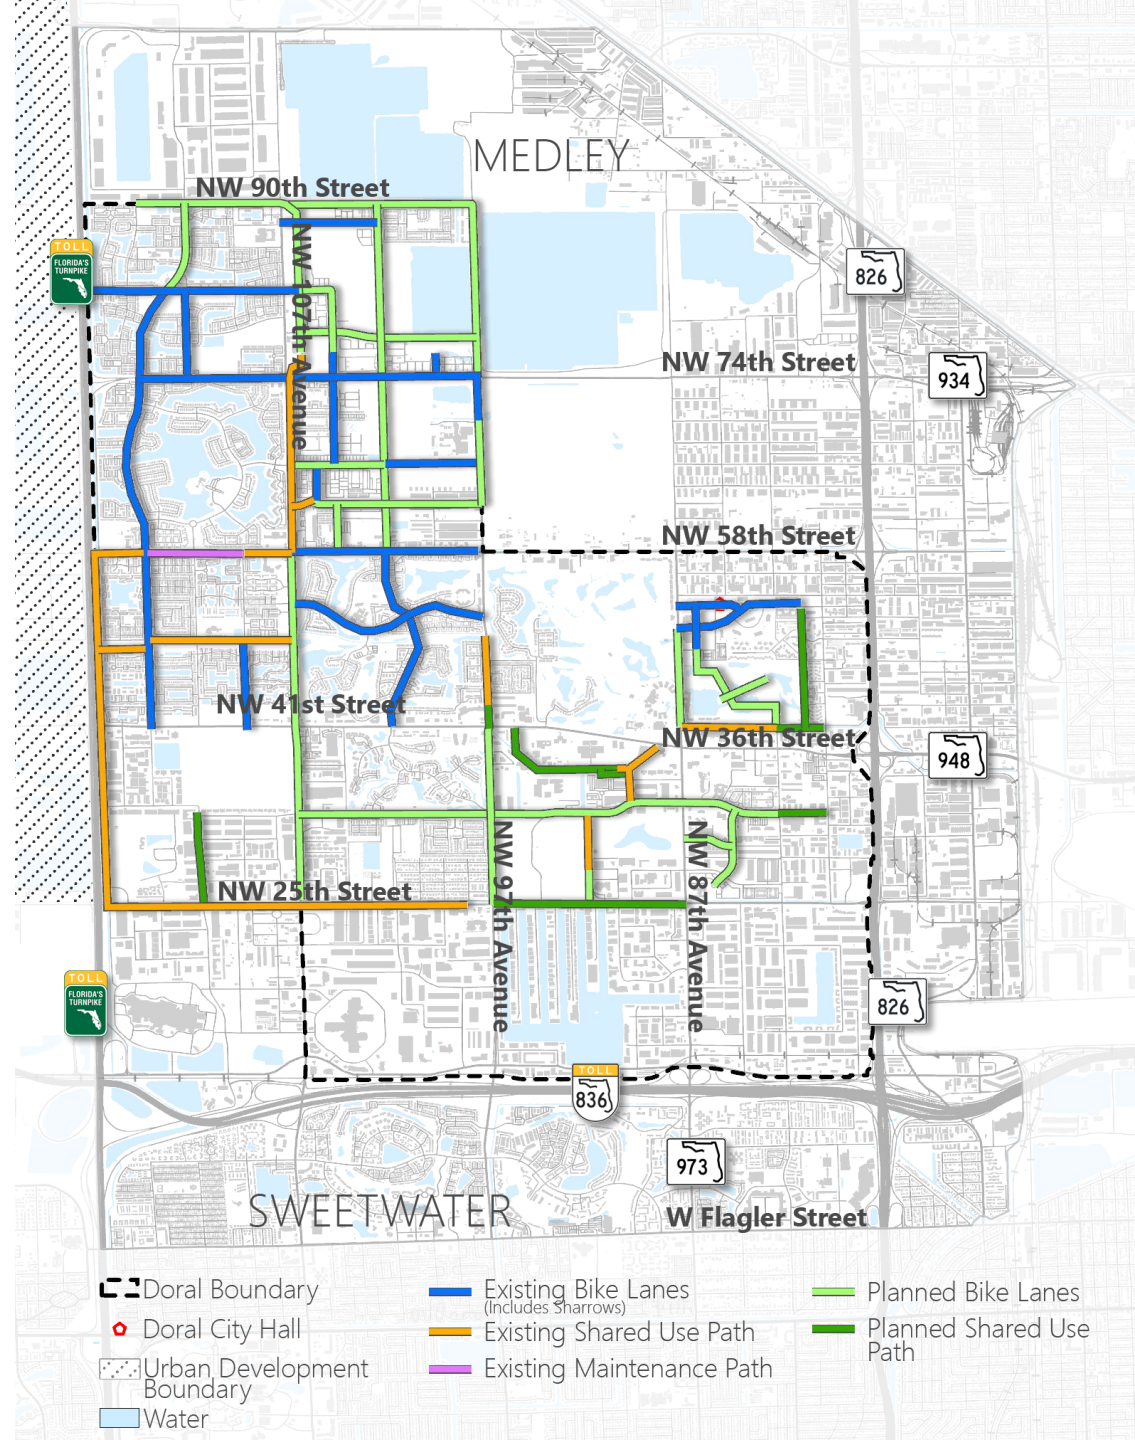 MEDLEY
NW 90th Street
TOLL
FLORIDA'S
TURNPIKE
NW 107th Avenue
826
NW 74th Street
934
NW 58th Street
NW 41st Street
NW 36th Street
948
NW 97th Avenue
NW 87th Avenue
NW 25th Street
TOLL
FLORIDA'S
TURNPIKE
826
TOLL
836
973
SWEETWATER
W Flagler Street
Doral Boundary
Doral City Hall
Urban Development
Boundary
Water
Existing Bike Lanes
(Includes Sharrows)
Existing Shared Use Path
Existing Maintenance Path
Planned Bike Lanes
Planned Shared Use
Path